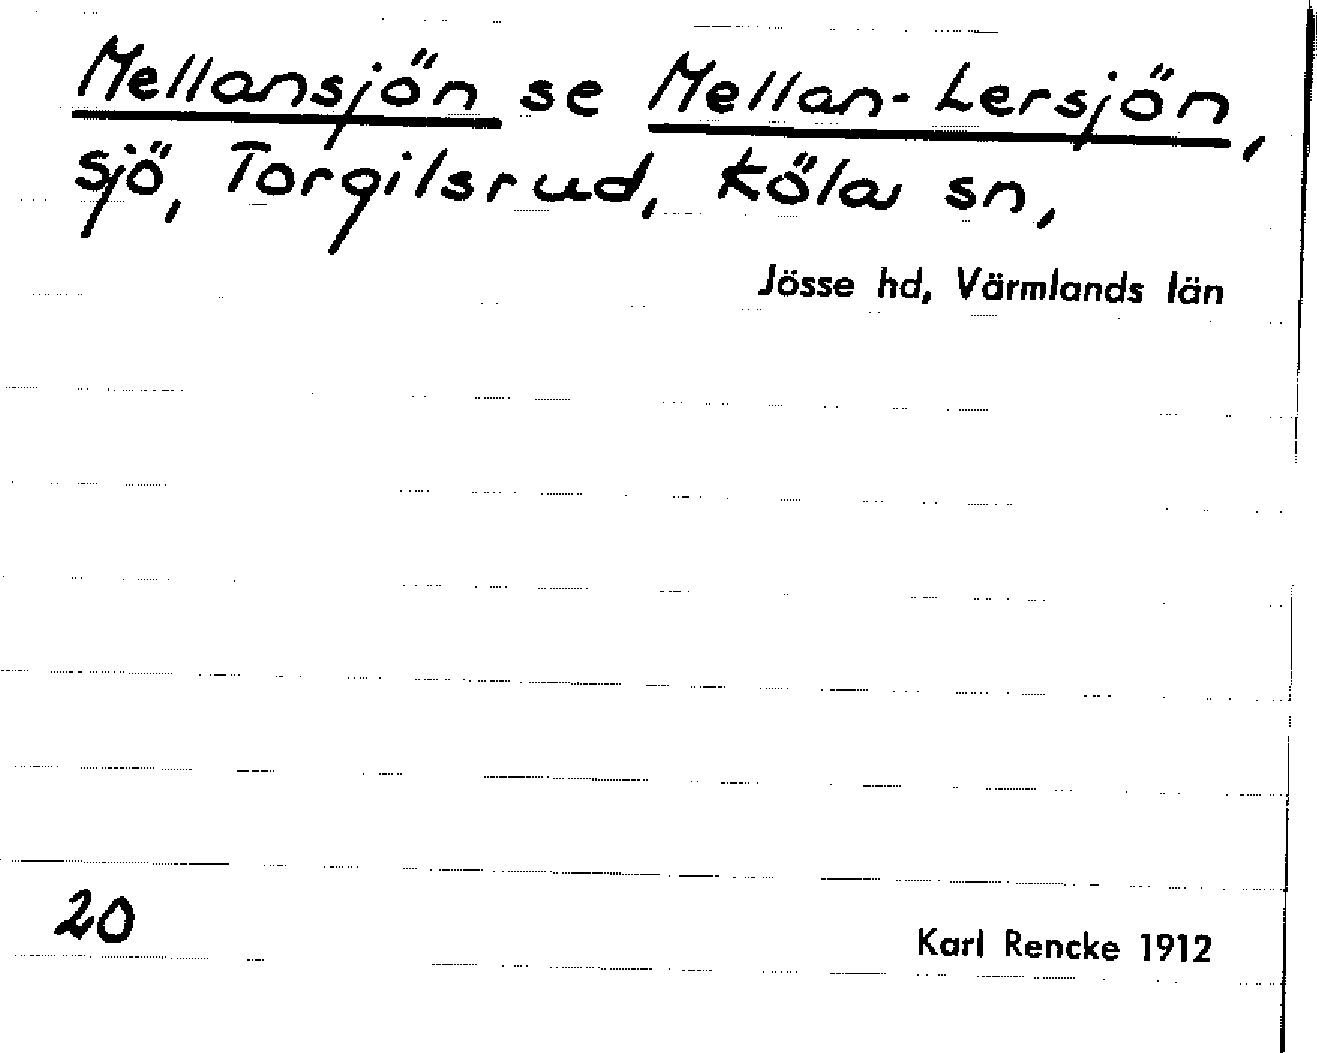 Mellansjön se Mellan-Lersjön,
sjö, Torgilsrud, Köla sn,
Jösse hd, Värmlands län
20
Karl Rencke 1912